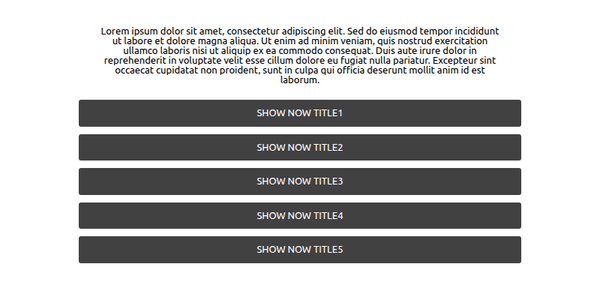 Lorem ipsum dolor sit amet, consectetur adipiscing elit. Sed do eiusmod tempor incididunt
ut labore et dolore magna aliqua. Ut enim ad minim veniam, quis nostrud exercitation
ullamco laboris nisi ut aliquip ex ea commodo consequat. Duis aute irure dolor in
reprehenderit in voluptate velit esse cillum dolore eu fugiat nulla pariatur. Excepteur sint
occaecat cupidatat non proident, sunt in culpa qui officia deserunt mollit anim id est
laborum.
SHOW NOW TITLE1
SHOW NOW TITLE2
SHOW NOW TITLE3
SHOW NOW TITLE4
SHOW NOW TITLE5